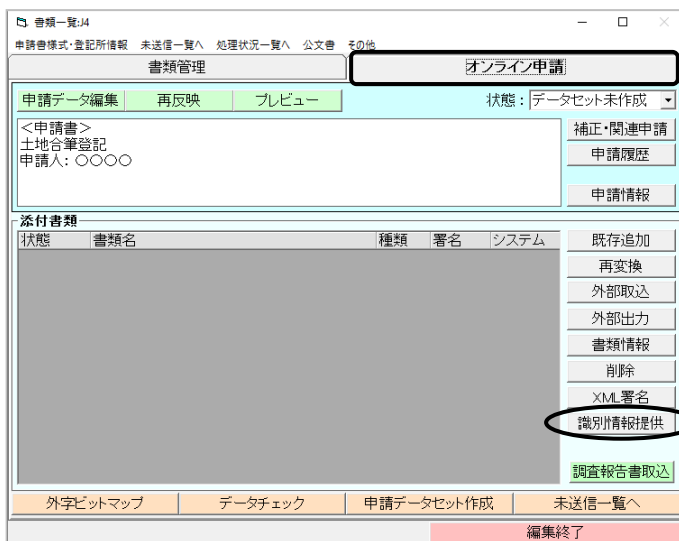 書類一覧:J4
申請書様式・登記所情報 未送信一覧へ 処理状況一覧へ 公文書 その他
書類管理 オンライン申請
申請データ編集 再反映 プレビュー 状態: データセット未作成
<申請書>
土地合筆登記
申請人: ○○○○
補正・関連申請
申請履歴
申請情報
添付書類
状態 書類名 種類 署名 システム
既存追加
再変換
外部取込
外部出力
書類情報
削除
XML署名
識別情報提供
調査報告書取込
外字ビットマップ データチェック 申請データセット作成 未送信一覧へ
編集終了